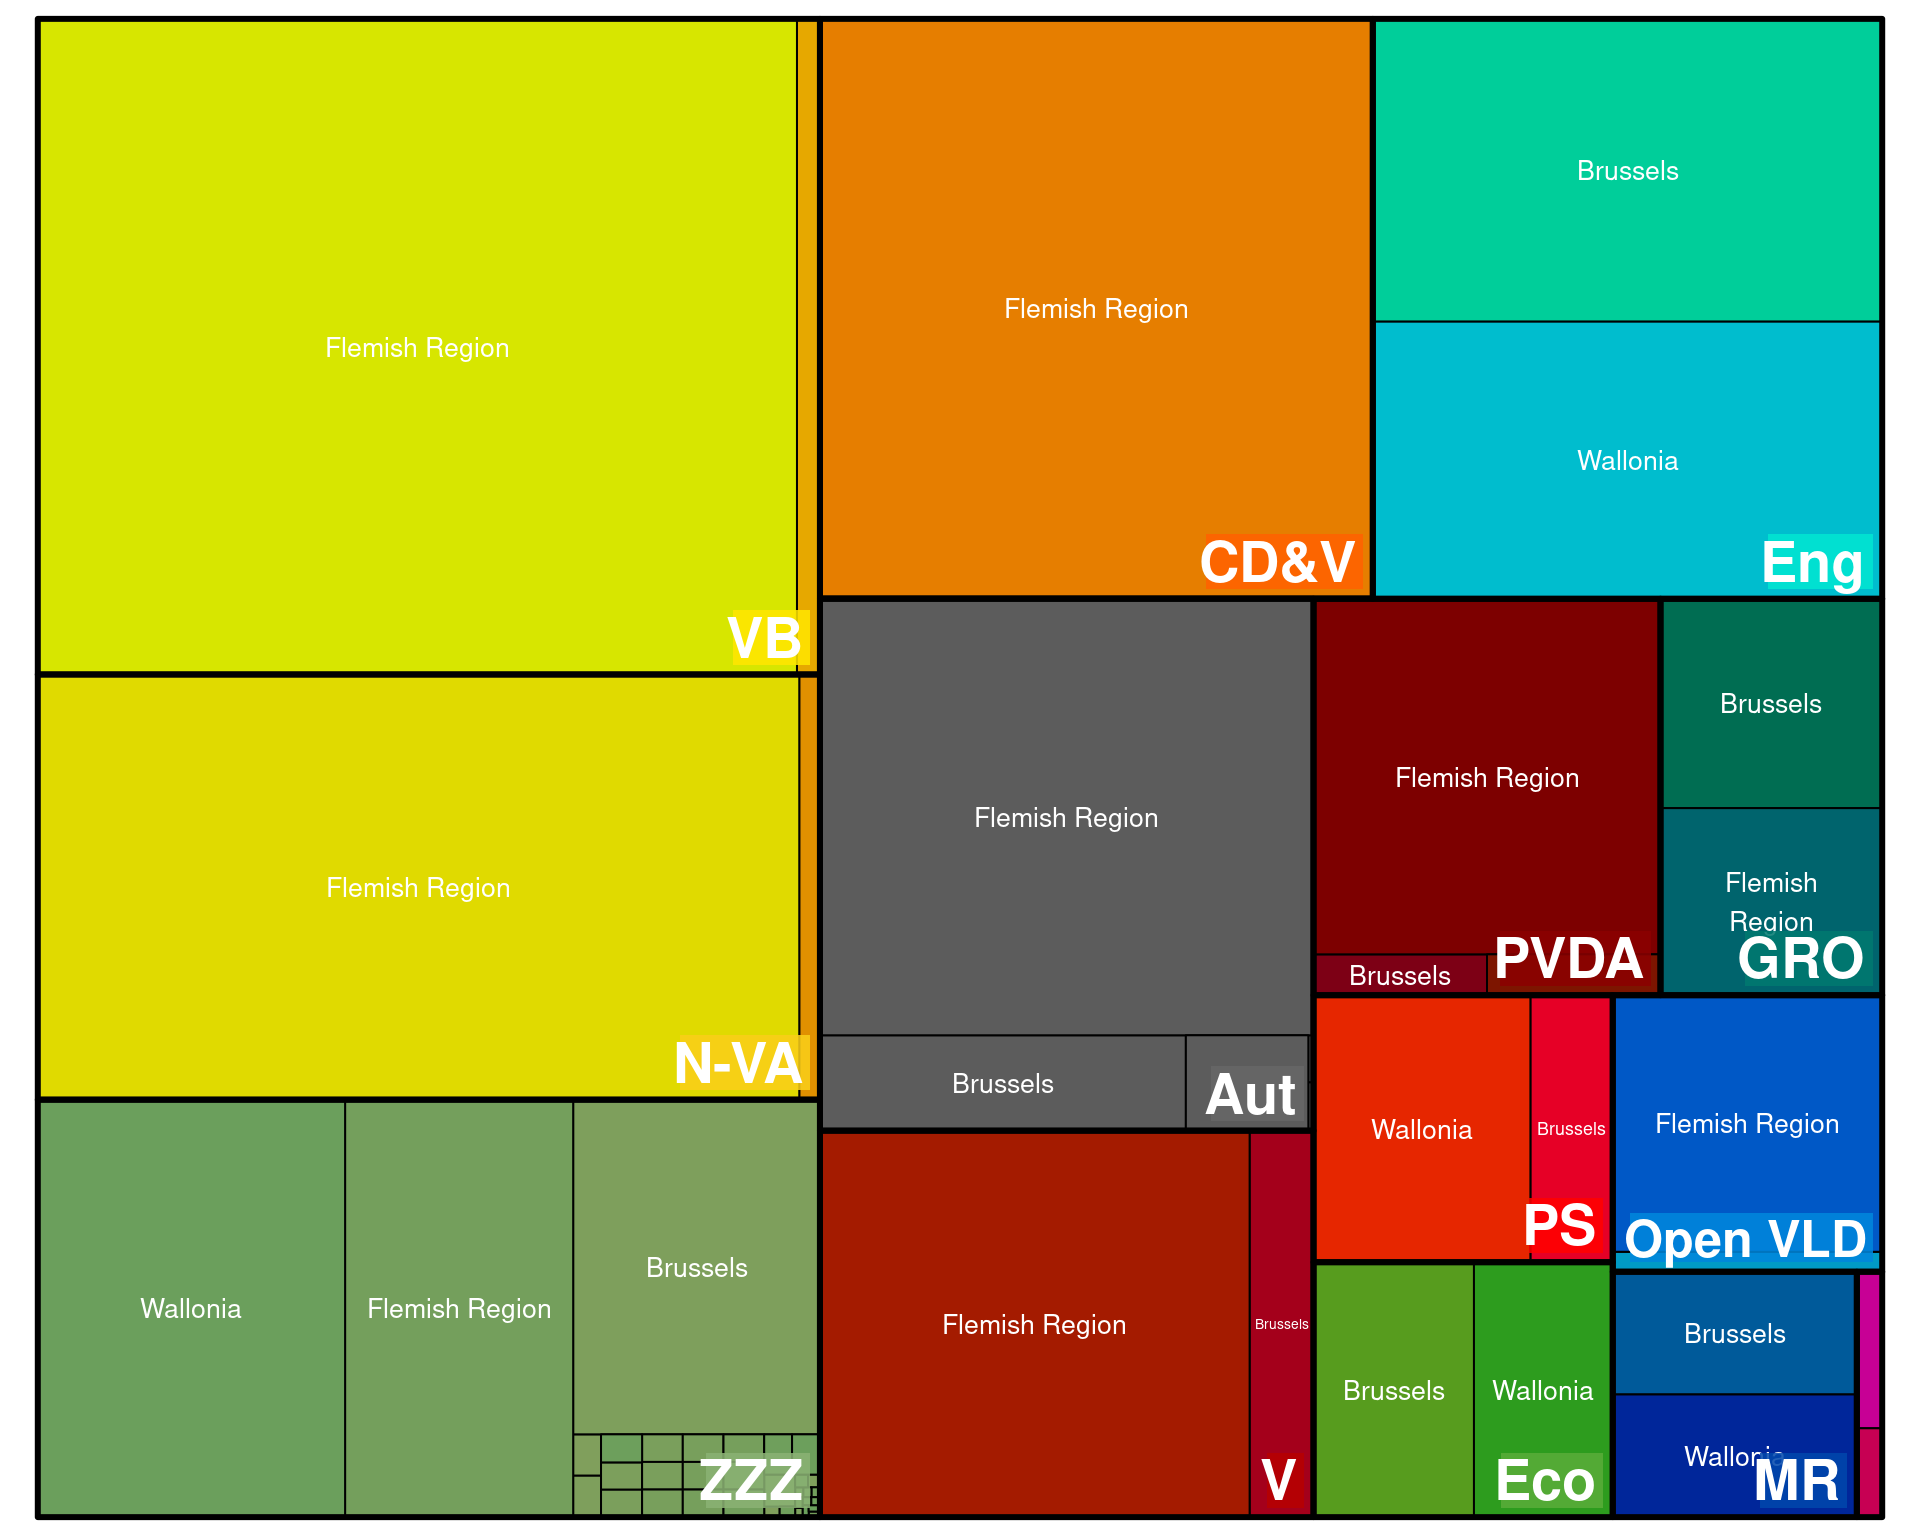 Flemish Region
VB
Flemish Region
CD&V
Brussels
Wallonia
Eng
Flemish Region
N-VA
Flemish Region
Brussels
Aut
Flemish Region
Brussels
PVDA
Brussels
Flemish
Region
GRO
Wallonia
Flemish Region
Brussels
ZZZ
Flemish Region
Brussels
V
Wallonia
Brussels
PS
Flemish Region
Open VLD
Brussels
Wallonia
Eco
Brussels
Wallonia
MR